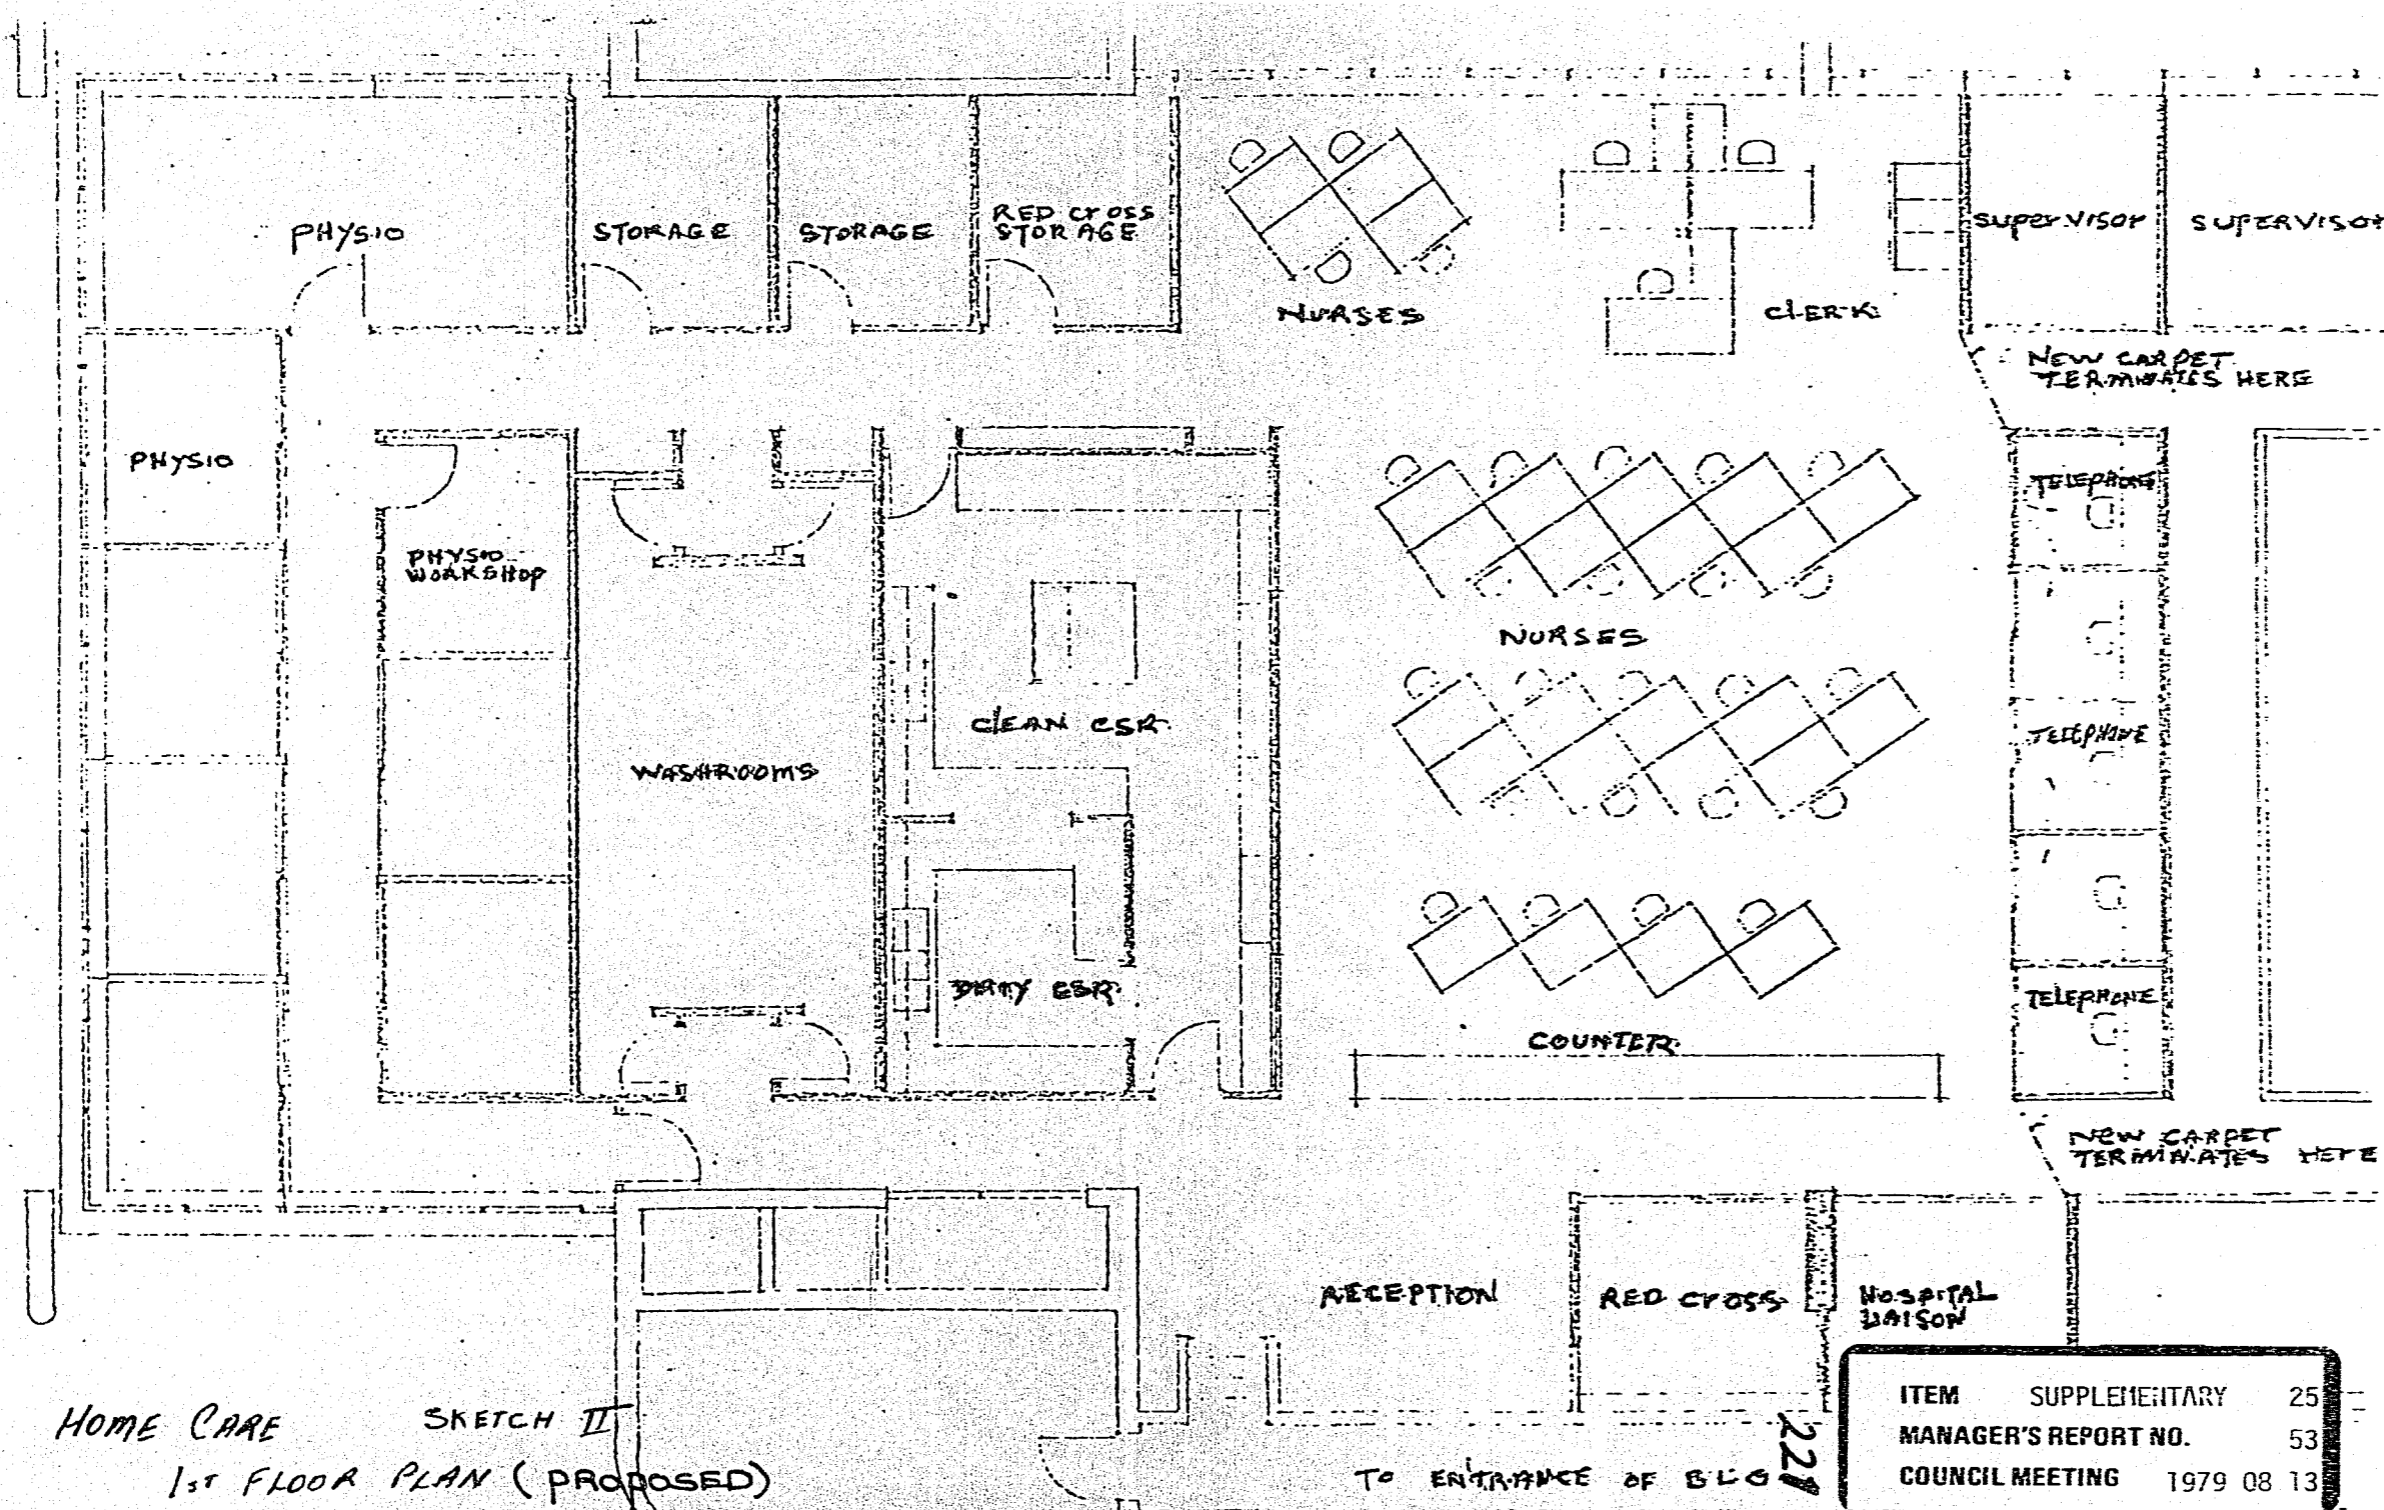 PHYSIO
STORAGE
STORAGE
RED CrOSS
STORAGE
NURSES
CLERK
SUPERVISOR
SUPERVISOR
NEW CARPET
TERMINATES HERE
PHYSIO
PHYSIO
WORKSHOP
TELEPHONE
NURSES
CLEAN CSR
WASHROOMS
TELEPHONE
DIRTY CSR
TELEPHONE
COUNTER
NEW CARPET
TERMINATES HERE
RECEPTION
RED CrOSS
HOSPITAL
LIAISON
HOME CARE SKETCH II
1ST FLOOR PLAN (PROPOSED)
TO ENTRANCE OF BLG
ITEM SUPPLEMENTARY 25
MANAGER'S REPORT NO. 53
COUNCIL MEETING 1979 08 13